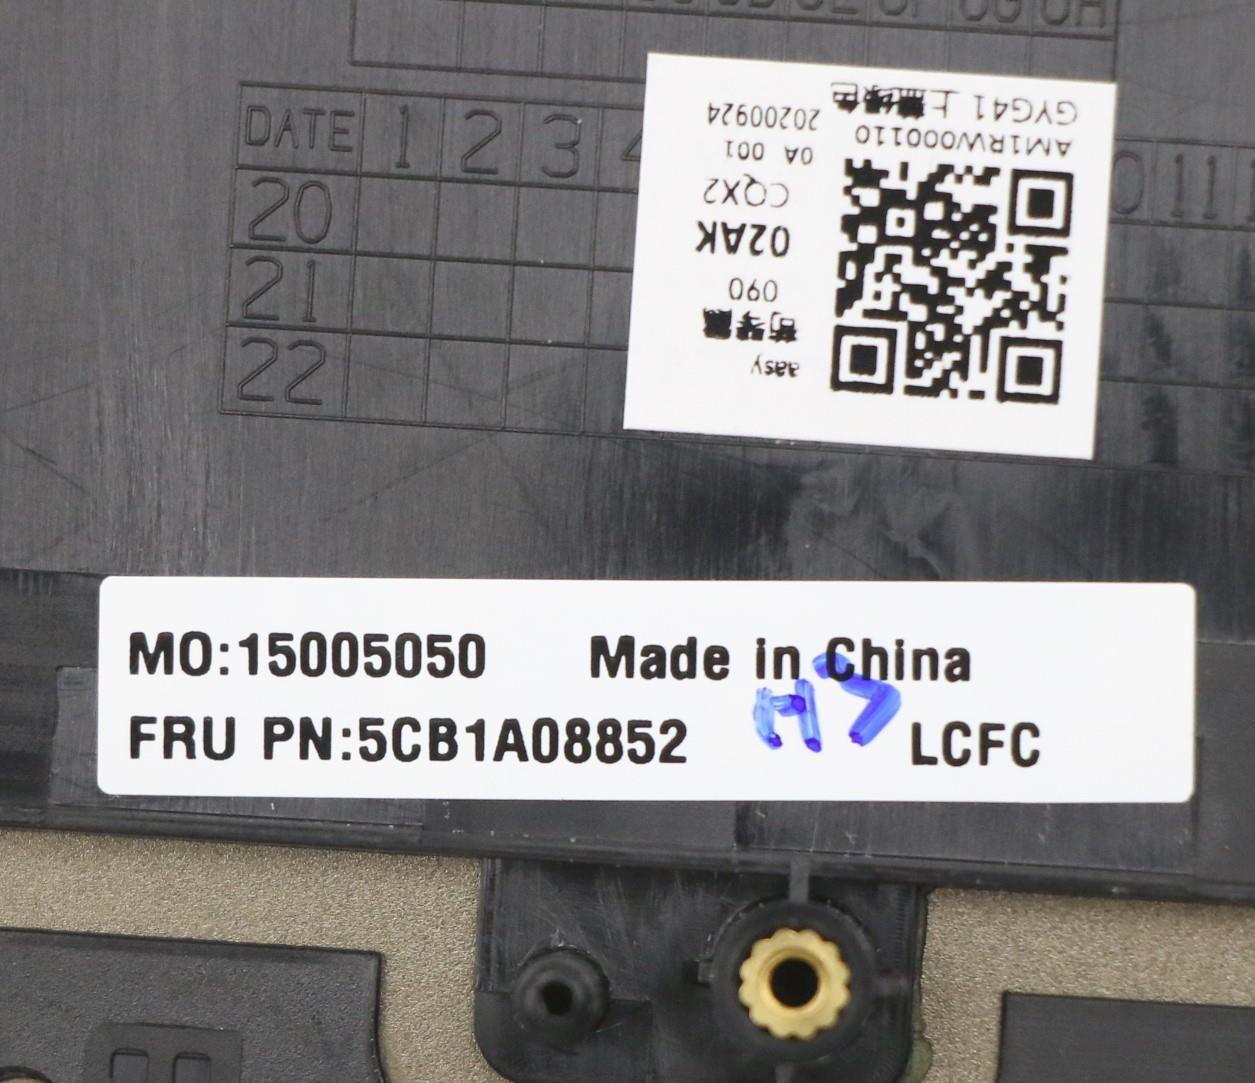 DATE 1 2 3
20
21
22
GYG41 上
AM1RW000110
20200924
0A 001
CQX2
02AK
090
aasy
MO:15005050 Made in China
FRU PN:5CB1A08852 H7 LCFC